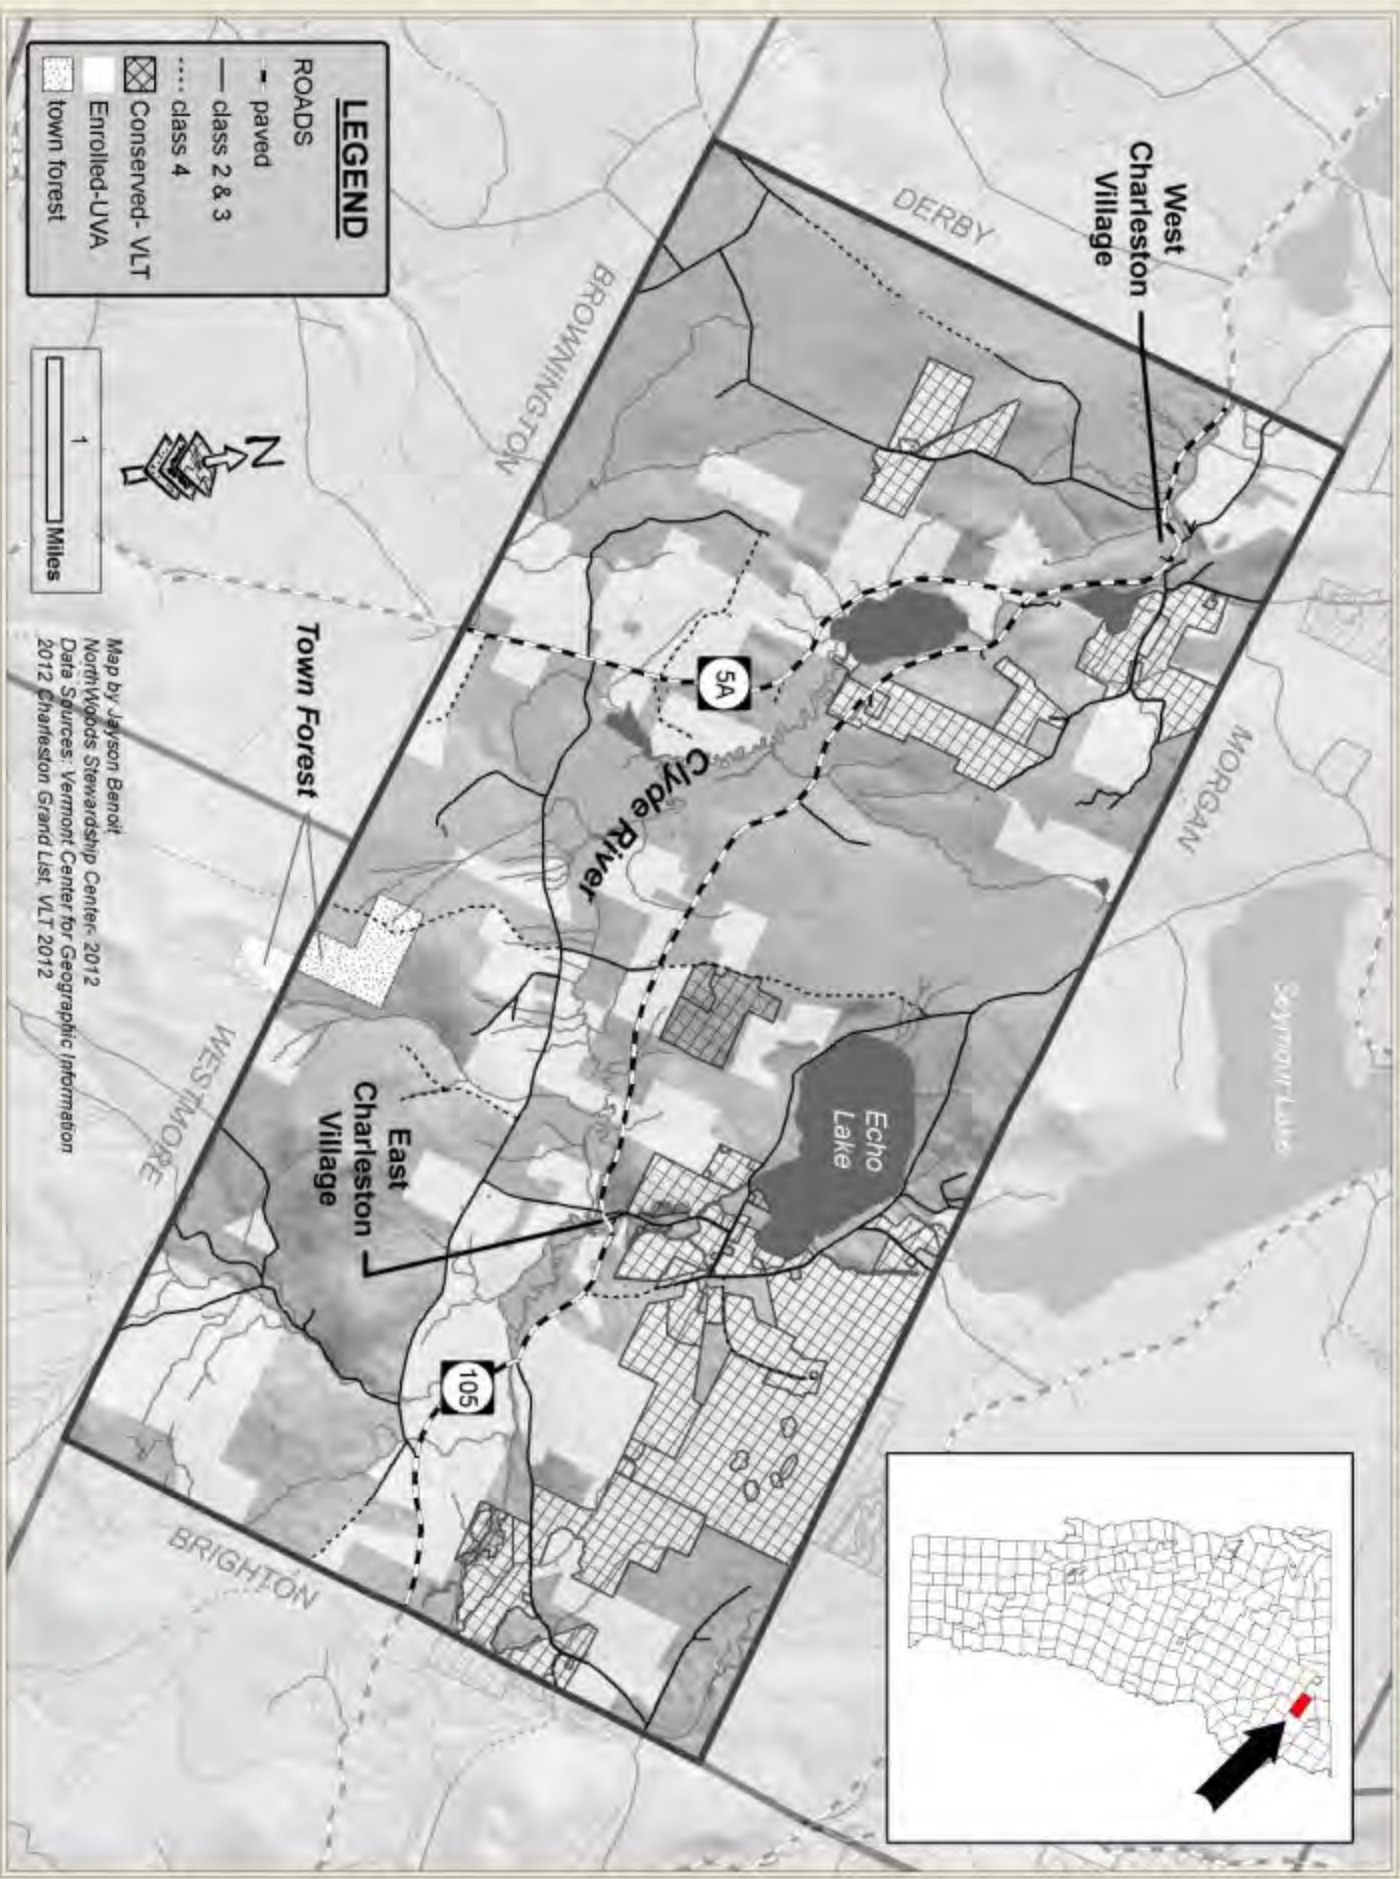 West
Charleston
Village
DERBY
MORGAN
Seymour Lake
BROWNINGTON
5A
Clyde River
Echo
Lake
Town Forest
WESTMORE
East
Charleston
Village
105
BRIGHTON
LEGEND
ROADS
paved
class 2 & 3
class 4
Conserved- VLT
Enrolled-UVA
town forest
N
1
Miles
Map by Jayson Benoit
NorthWoods Stewardship Center- 2012
Data Sources: Vermont Center for Geographic Information
2012 Charleston Grand List, VLT 2012